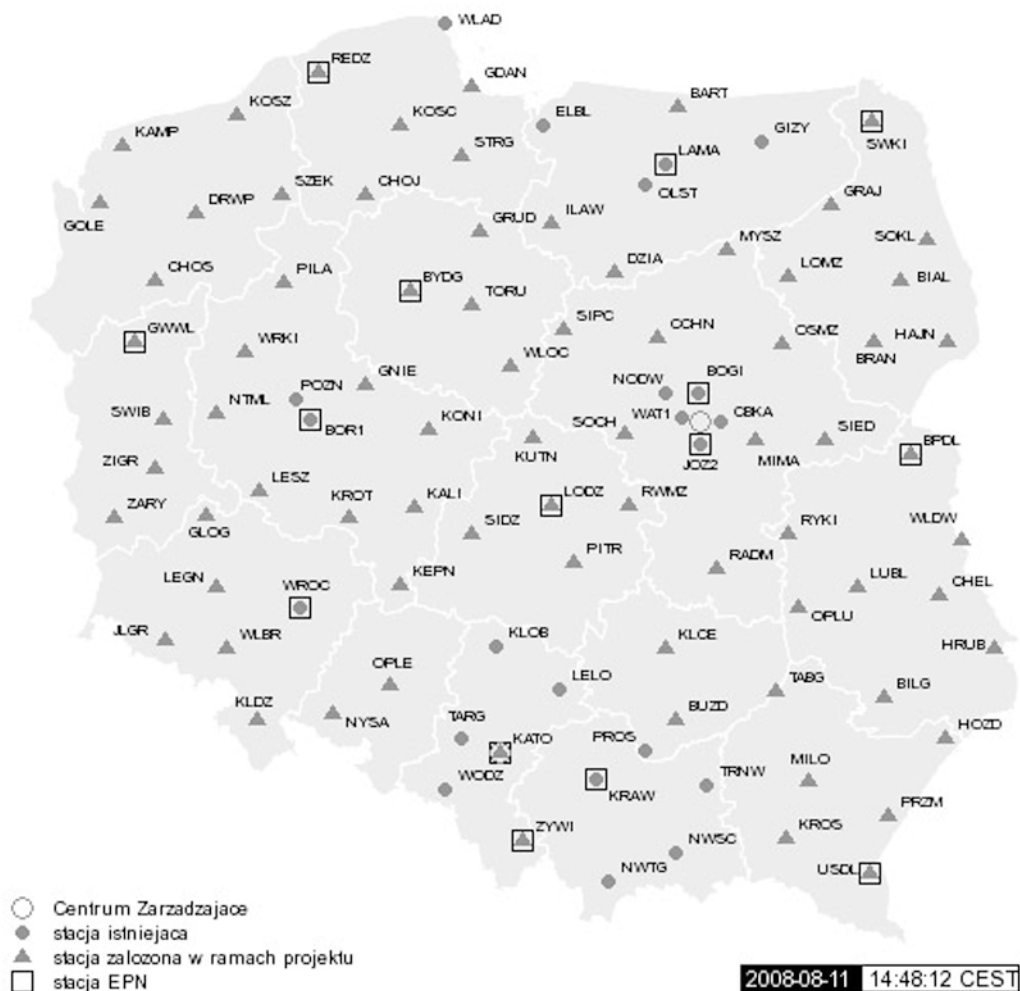 WLAD
REDZ
GDAN
KOSZ
KOSC
ELBL
BART
GIZY
SWKI
KAMP
STRG
LAMA
OLST
SZEK
CHOJ
DRWP
GOLE
GRAJ
ILAW
GRUD
SOKL
MYSZ
DZIA
LOMZ
BIAL
CHOS
PILA
BYDG
TORU
SIPC
CCHN
OSMZ
HAJN
BRAN
GWWL
WRKI
WLOC
GNIE
POZN
NODW
BOGI
NTML
SWIB
BOR1
KONI
SOCH
WAT1
CBKA
SIED
BPDL
KUTN
JOZ2
MIMA
ZIGR
LESZ
ZARY
GLOG
KROT
KALI
LODZ
RWMZ
SIDZ
RYKI
WLDW
PITR
RADM
LEGN
WROC
KEPN
LUBL
CHEL
OPLU
JLGR
WLBR
KLOB
KLCE
HRUB
OPLE
LELO
TABG
BILG
KLDZ
NYSA
BUZD
TARG
KATO
PROS
HOZD
WODZ
KRAW
TRNW
MILO
PRZM
ZYWI
KROS
NWSC
NWTG
USDL
Centrum Zarzadzajace
stacja istniejaca
stacja zalozona w ramach projektu
stacja EPN
2008-08-11 14:48:12 CEST